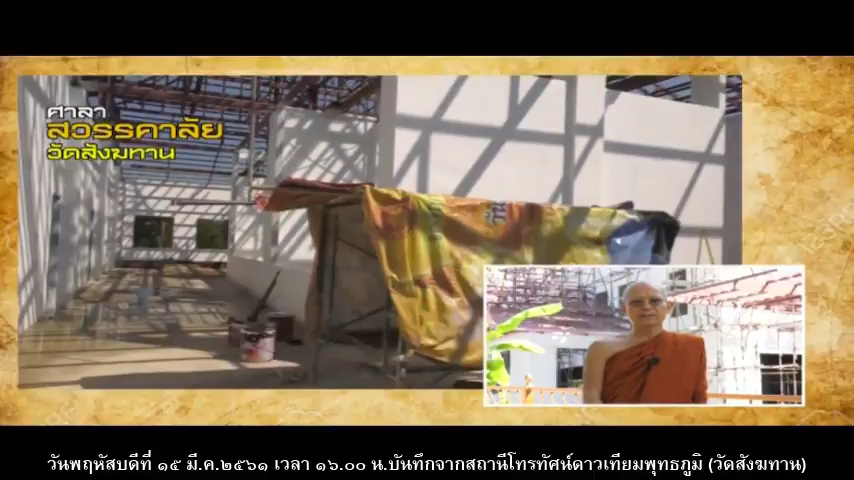 ศาลา
สวรรคาลัย
วัดสังฆทาน
วันพฤหัสบดีที่ ๑๕ มี.ค.๒๕๖๑ เวลา ๑๖.๐๐ น.บันทึกจากสถานีโทรทัศน์ดาวเทียมพุทธภูมิ (วัดสังฆทาน)